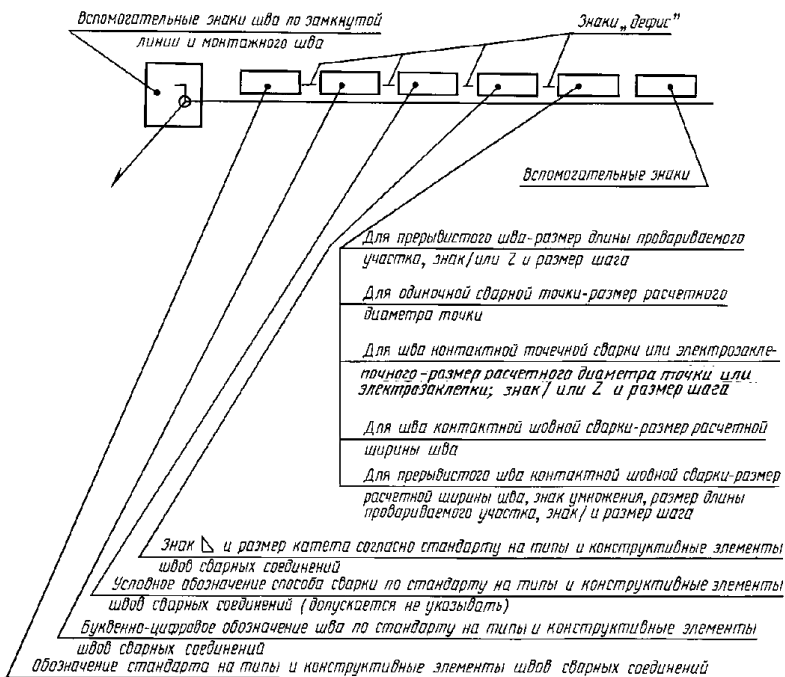 Вспомогательные знаки шва по замкнутой
линии и монтажного шва
Знаки „дефис”
Вспомогательные знаки
Для прерывистого шва-размер длины провариваемого
участка, знак/или Z и размер шага
Для одиночной сварной точки-размер расчетного
диаметра точки
Для шва контактной точечной сварки или электрозакле-
почного-размер расчетного диаметра точки или
электрозаклепки; знак/ или Z и размер шага
Для шва контактной шовной сварки-размер расчетной
ширины шва
Для прерывистого шва контактной шовной сварки-размер
расчетной ширины шва, знак умножения, размер длины
провариваемого участка, знак/ и размер шага
Знак ◺ и размер катета согласно стандарту на типы и конструктивные элементы
швов сварных соединений
Условное обозначение способа сварки по стандарту на типы и конструктивные элементы
швов сварных соединений (допускается не указывать)
Буквенно-цифровое обозначение шва по стандарту на типы и конструктивные элементы
швов сварных соединений
Обозначение стандарта на типы и конструктивные элементы швов сварных соединений